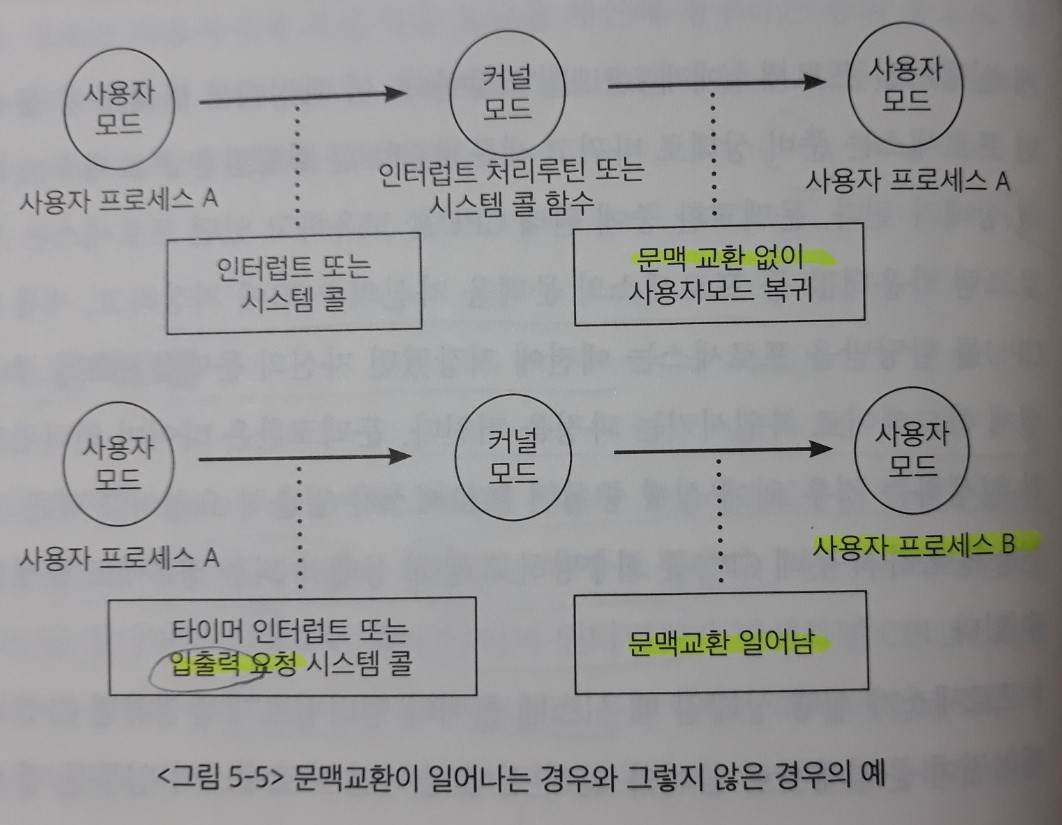 사용자
모드
커널
모드
사용자
모드
사용자 프로세스 A
인터럽트 처리루틴 또는
시스템 콜 함수
사용자 프로세스 A
인터럽트 또는
시스템 콜
문맥 교환 없이
사용자모드 복귀
사용자
모드
커널
모드
사용자
모드
사용자 프로세스 A
사용자 프로세스 B
타이머 인터럽트 또는
입출력 요청 시스템 콜
문맥교환 일어남
<그림 5-5> 문맥교환이 일어나는 경우와 그렇지 않은 경우의 예